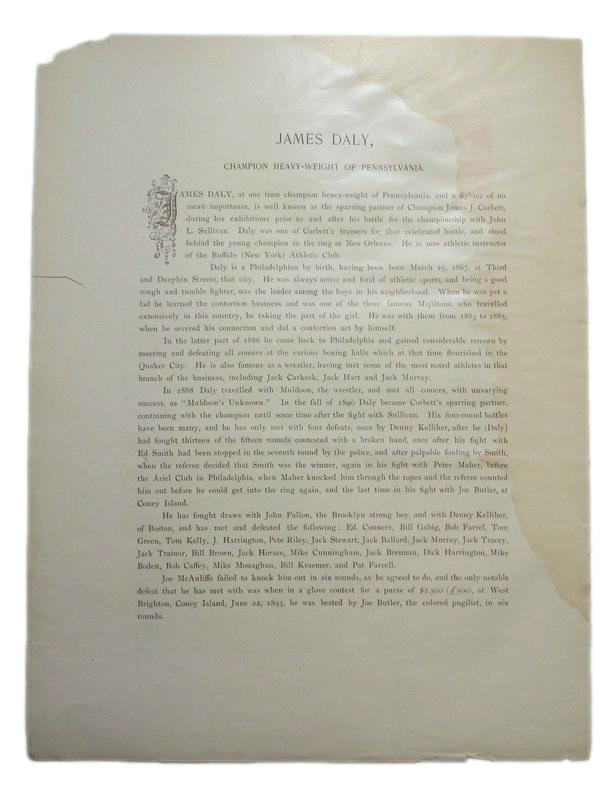 JAMES DALY,
CHAMPION HEAVY-WEIGHT OF PENNSYLVANIA.
JAMES DALY, at one time champion heavy-weight of Pennsylvania, and a fighter of no
mean importance, is well known as the sparring partner of Champion James J. Corbett,
during his exhibitions prior to and after his battle for the championship with John
L. Sullivan. Daly was one of Corbett's trainers for that celebrated battle, and stood
behind the young champion in the ring at New Orleans. He is now athletic instructor
of the Buffalo (New York) Athletic Club.
Daly is a Philadelphian by birth, having been born March 25, 1867, at Third
and Dauphin Streets, that city. He was always active and fond of athletic sports, and being a good
rough and tumble fighter, was the leader among the boys in his neighborhood. When he was yet a
lad he learned the contortion business and was one of the three famous Majiltons, who travelled
extensively in this country, he taking the part of the girl. He was with them from 1883 to 1885,
when he severed his connection and did a contortion act by himself.
In the latter part of 1886 he came back to Philadelphia and gained considerable renown by
meeting and defeating all comers at the various boxing halls which at that time flourished in the
Quaker City. He is also famous as a wrestler, having met some of the most noted athletes in that
branch of the business, including Jack Carkeek, Jack Hart and Jack Murray.
In 1888 Daly travelled with Muldoon, the wrestler, and met all comers, with unvarying
success, as "Muldoon's Unknown." In the fall of 1890 Daly became Corbett's sparring partner,
continuing with the champion until some time after the fight with Sullivan. His four-round battles
have been many, and he has only met with four defeats, once by Denny Kelliher, after he (Daly)
had fought thirteen of the fifteen rounds contested with a broken hand, once after his fight with
Ed Smith had been stopped in the seventh round by the police, and after palpable fouling by Smith,
when the referee decided that Smith was the winner, again in his fight with Peter Maher, before
the Ariel Club in Philadelphia, when Maher knocked him through the ropes and the referee counted
him out before he could get into the ring again, and the last time in his fight with Joe Butler, at
Coney Island.
He has fought draws with John Fallon, the Brooklyn strong boy, and with Denny Kelliher,
of Boston, and has met and defeated the following: Ed. Conners, Bill Gabig, Bob Farrel, Tom
Green, Tom Kelly, J. Harrington, Pete Riley, Jack Stewart, Jack Ballard, Jack Murray, Jack Tracey,
Jack Trainor, Bill Brown, Jack Horace, Mike Cunningham, Jack Brennan, Dick Harrington, Mike
Boden, Bob Caffey, Mike Monaghan, Bill Kraemer, and Pat Farrell.
Joe McAuliffe failed to knock him out in six rounds, as he agreed to do, and the only notable
defeat that he has met with was when in a glove contest for a purse of $2,500 (£500), at West
Brighton, Coney Island, June 22, 1893, he was bested by Joe Butler, the colored pugilist, in six
rounds.